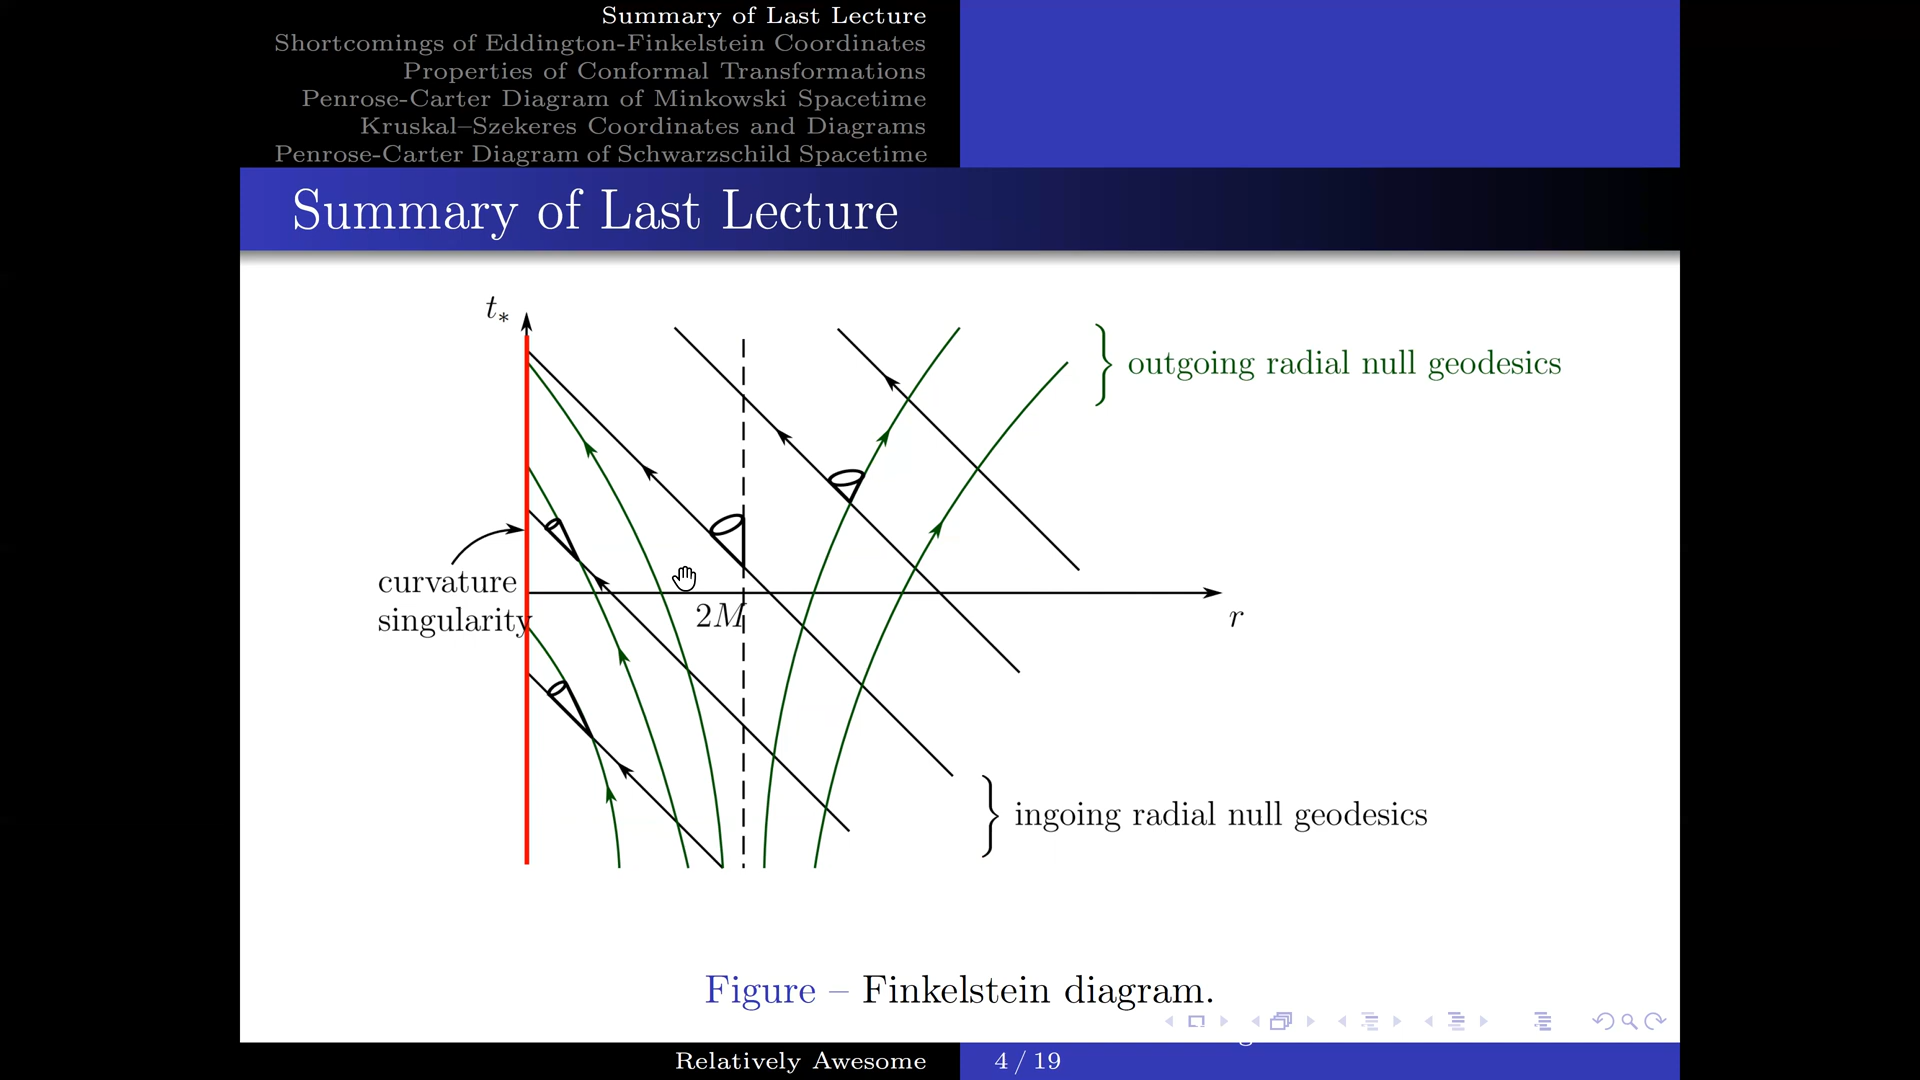 Summary of Last Lecture
Shortcomings of Eddington-Finkelstein Coordinates
Properties of Conformal Transformations
Penrose-Carter Diagram of Minkowski Spacetime
Kruskal–Szekeres Coordinates and Diagrams
Penrose-Carter Diagram of Schwarzschild Spacetime
Summary of Last Lecture
t*
outgoing radial null geodesics
curvature
singularity
2M
r
ingoing radial null geodesics
Figure – Finkelstein diagram.
Relatively Awesome
4 / 19